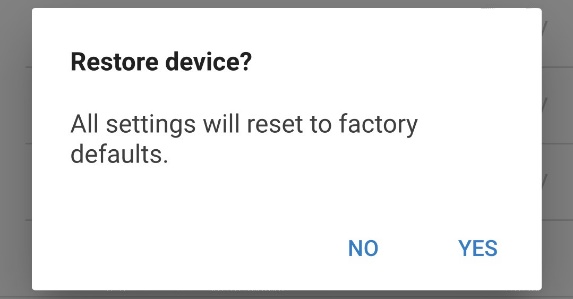 Restore device?
All settings will reset to factory
defaults.
NO YES